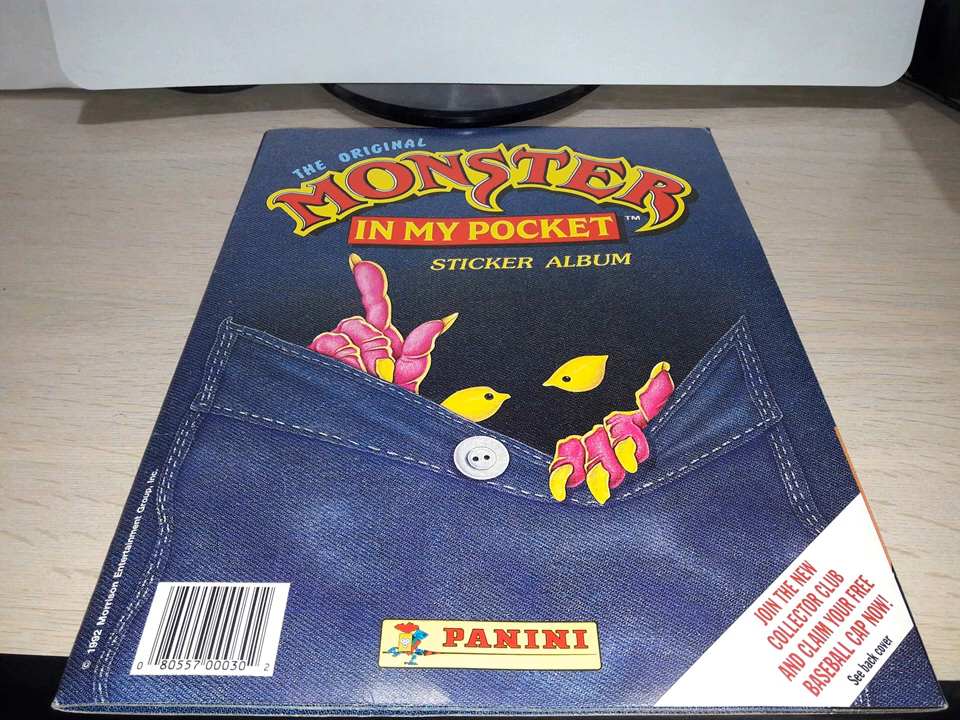 THE ORIGINAL
MONSTER
IN MY POCKET™
STICKER ALBUM
© 1992 Morrison Entertainment Group, Inc.
0 80557 00030 2
PANINI
JOIN THE NEW
COLLECTOR CLUB
AND CLAIM YOUR FREE
BASEBALL CAP NOW!
See back cover